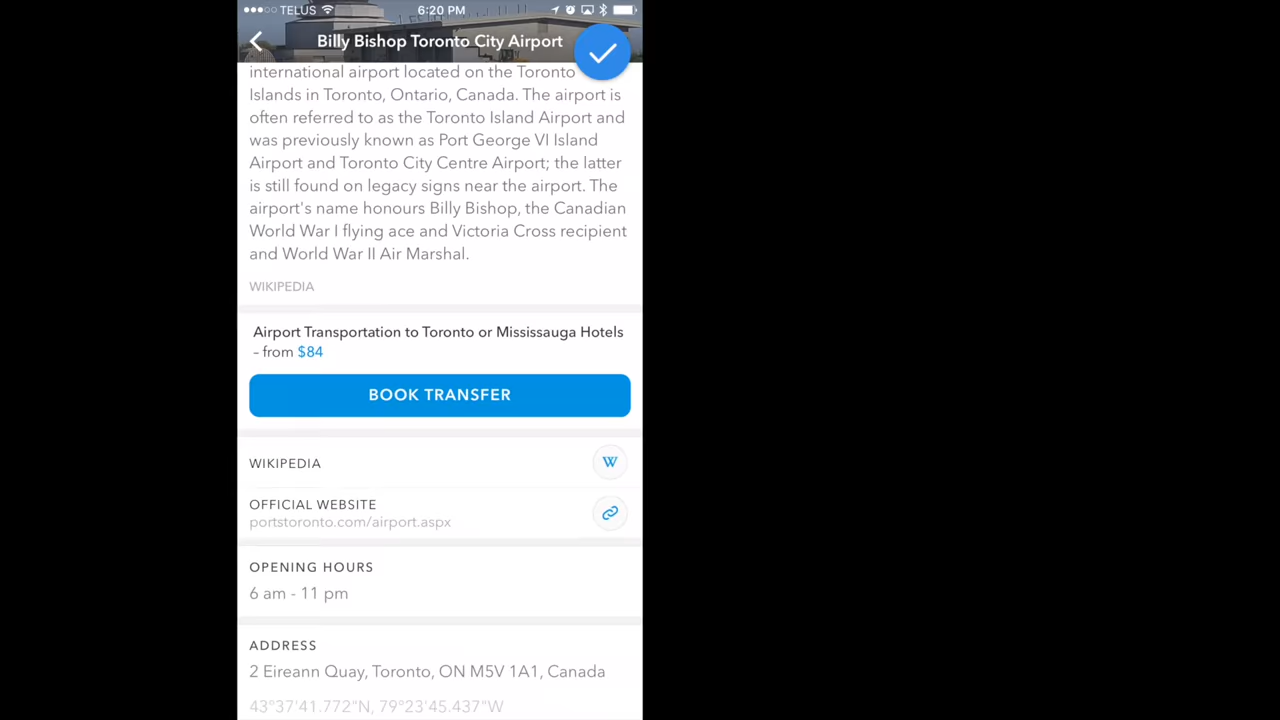 TELUS 6:20 PM
Billy Bishop Toronto City Airport
international airport located on the Toronto
Islands in Toronto, Ontario, Canada. The airport is
often referred to as the Toronto Island Airport and
was previously known as Port George VI Island
Airport and Toronto City Centre Airport; the latter
is still found on legacy signs near the airport. The
airport's name honours Billy Bishop, the Canadian
World War I flying ace and Victoria Cross recipient
and World War II Air Marshal.
WIKIPEDIA
Airport Transportation to Toronto or Mississauga Hotels
– from $84
BOOK TRANSFER
WIKIPEDIA
W
OFFICIAL WEBSITE
portstoronto.com/airport.aspx
OPENING HOURS
6 am - 11 pm
ADDRESS
2 Eireann Quay, Toronto, ON M5V 1A1, Canada
43°37'41.772"N, 79°23'45.437"W